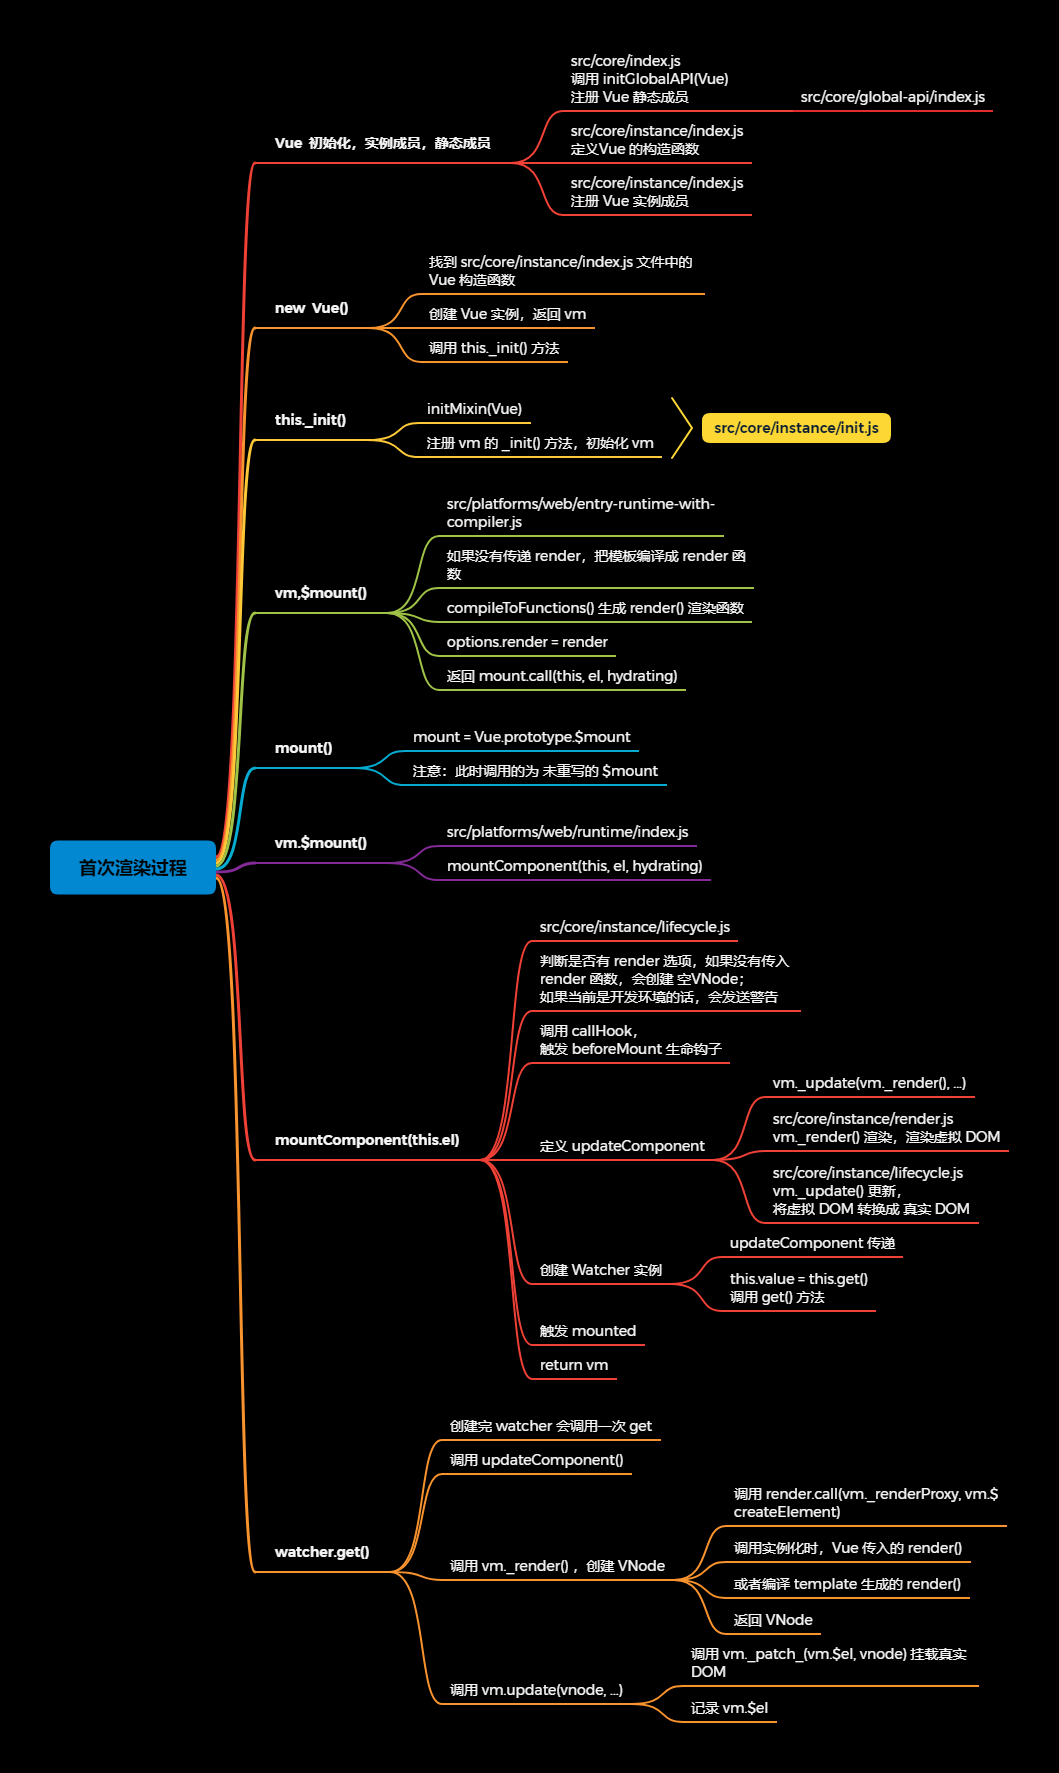 首次渲染过程
Vue 初始化，实例成员，静态成员
src/core/index.js
调用 initGlobalAPI(Vue)
注册 Vue 静态成员
src/core/global-api/index.js
src/core/instance/index.js
定义Vue 的构造函数
src/core/instance/index.js
注册 Vue 实例成员
new Vue()
找到 src/core/instance/index.js 文件中的
Vue 构造函数
创建 Vue 实例，返回 vm
调用 this._init() 方法
this._init()
initMixin(Vue)
注册 vm 的 _init() 方法，初始化 vm
src/core/instance/init.js
vm,$mount()
src/platforms/web/entry-runtime-with-
compiler.js
如果没有传递 render，把模板编译成 render 函
数
compileToFunctions() 生成 render() 渲染函数
options.render = render
返回 mount.call(this, el, hydrating)
mount()
mount = Vue.prototype.$mount
注意：此时调用的为 未重写的 $mount
vm.$mount()
src/platforms/web/runtime/index.js
mountComponent(this, el, hydrating)
mountComponent(this.el)
src/core/instance/lifecycle.js
判断是否有 render 选项，如果没有传入
render 函数，会创建 空VNode；
如果当前是开发环境的话，会发送警告
调用 callHook，
触发 beforeMount 生命钩子
定义 updateComponent
vm._update(vm._render(), ...)
src/core/instance/render.js
vm._render() 渲染，渲染虚拟 DOM
src/core/instance/lifecycle.js
vm._update() 更新，
将虚拟 DOM 转换成 真实 DOM
创建 Watcher 实例
updateComponent 传递
this.value = this.get()
调用 get() 方法
触发 mounted
return vm
watcher.get()
创建完 watcher 会调用一次 get
调用 updateComponent()
调用 vm._render() ，创建 VNode
调用 render.call(vm._renderProxy, vm.$
createElement)
调用实例化时，Vue 传入的 render()
或者编译 template 生成的 render()
返回 VNode
调用 vm.update(vnode, ...)
调用 vm._patch_(vm.$el, vnode) 挂载真实
DOM
记录 vm.$el